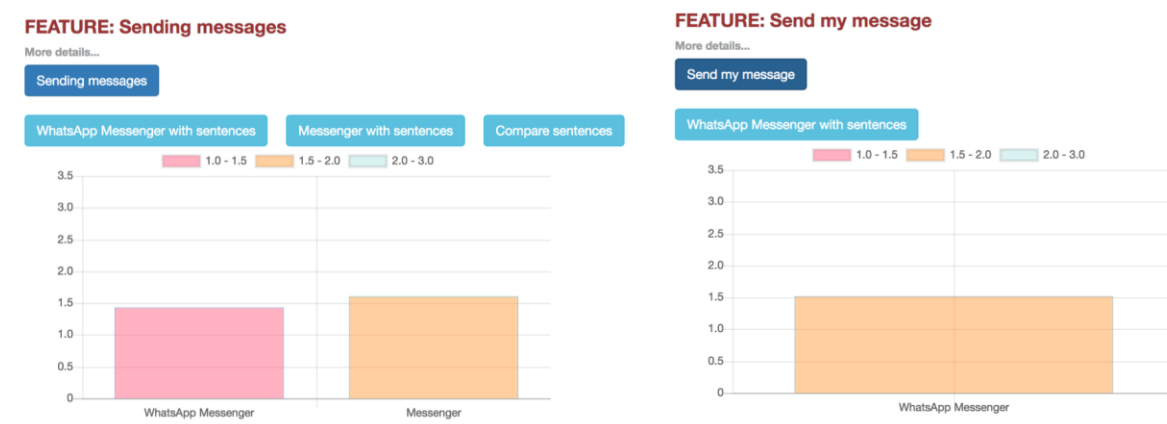 FEATURE: Sending messages
More details...
Sending messages
WhatsApp Messenger with sentences Messenger with sentences Compare sentences
1.0 - 1.5 1.5 - 2.0 2.0 - 3.0
3.5
3.0
2.5
2.0
1.5
1.0
0.5
0
WhatsApp Messenger Messenger
FEATURE: Send my message
More details...
Send my message
WhatsApp Messenger with sentences
1.0 - 1.5 1.5 - 2.0 2.0 - 3.0
3.5
3.0
2.5
2.0
1.5
1.0
0.5
0
WhatsApp Messenger